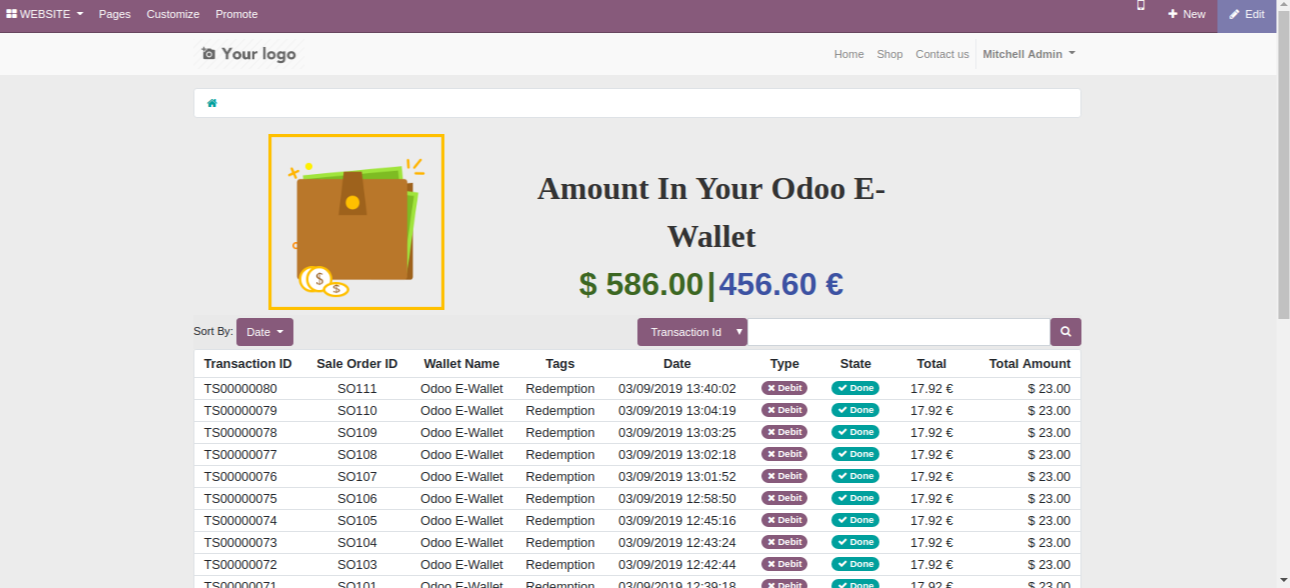 WEBSITE Pages Customize Promote New Edit
Your logo Home Shop Contact us Mitchell Admin
Amount In Your Odoo E-
Wallet
$ 586.00|456.60 €
Sort By: Date Transaction Id
Transaction ID Sale Order ID Wallet Name Tags Date Type State Total Total Amount
TS00000080 SO111 Odoo E-Wallet Redemption 03/09/2019 13:40:02 Debit Done 17.92 € $ 23.00
TS00000079 SO110 Odoo E-Wallet Redemption 03/09/2019 13:04:19 Debit Done 17.92 € $ 23.00
TS00000078 SO109 Odoo E-Wallet Redemption 03/09/2019 13:03:25 Debit Done 17.92 € $ 23.00
TS00000077 SO108 Odoo E-Wallet Redemption 03/09/2019 13:02:18 Debit Done 17.92 € $ 23.00
TS00000076 SO107 Odoo E-Wallet Redemption 03/09/2019 13:01:52 Debit Done 17.92 € $ 23.00
TS00000075 SO106 Odoo E-Wallet Redemption 03/09/2019 12:58:50 Debit Done 17.92 € $ 23.00
TS00000074 SO105 Odoo E-Wallet Redemption 03/09/2019 12:45:16 Debit Done 17.92 € $ 23.00
TS00000073 SO104 Odoo E-Wallet Redemption 03/09/2019 12:43:24 Debit Done 17.92 € $ 23.00
TS00000072 SO103 Odoo E-Wallet Redemption 03/09/2019 12:42:44 Debit Done 17.92 € $ 23.00
TS00000071 SO101 Odoo E-Wallet Redemption 03/09/2019 12:39:18 Debit Done 17.92 € $ 23.00